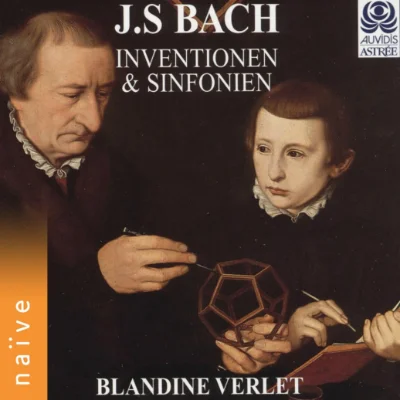 J.S BACH
INVENTIONEN
& SINFONIEN
AUVIDIS
ASTRÉE
naïve
BLANDINE VERLET